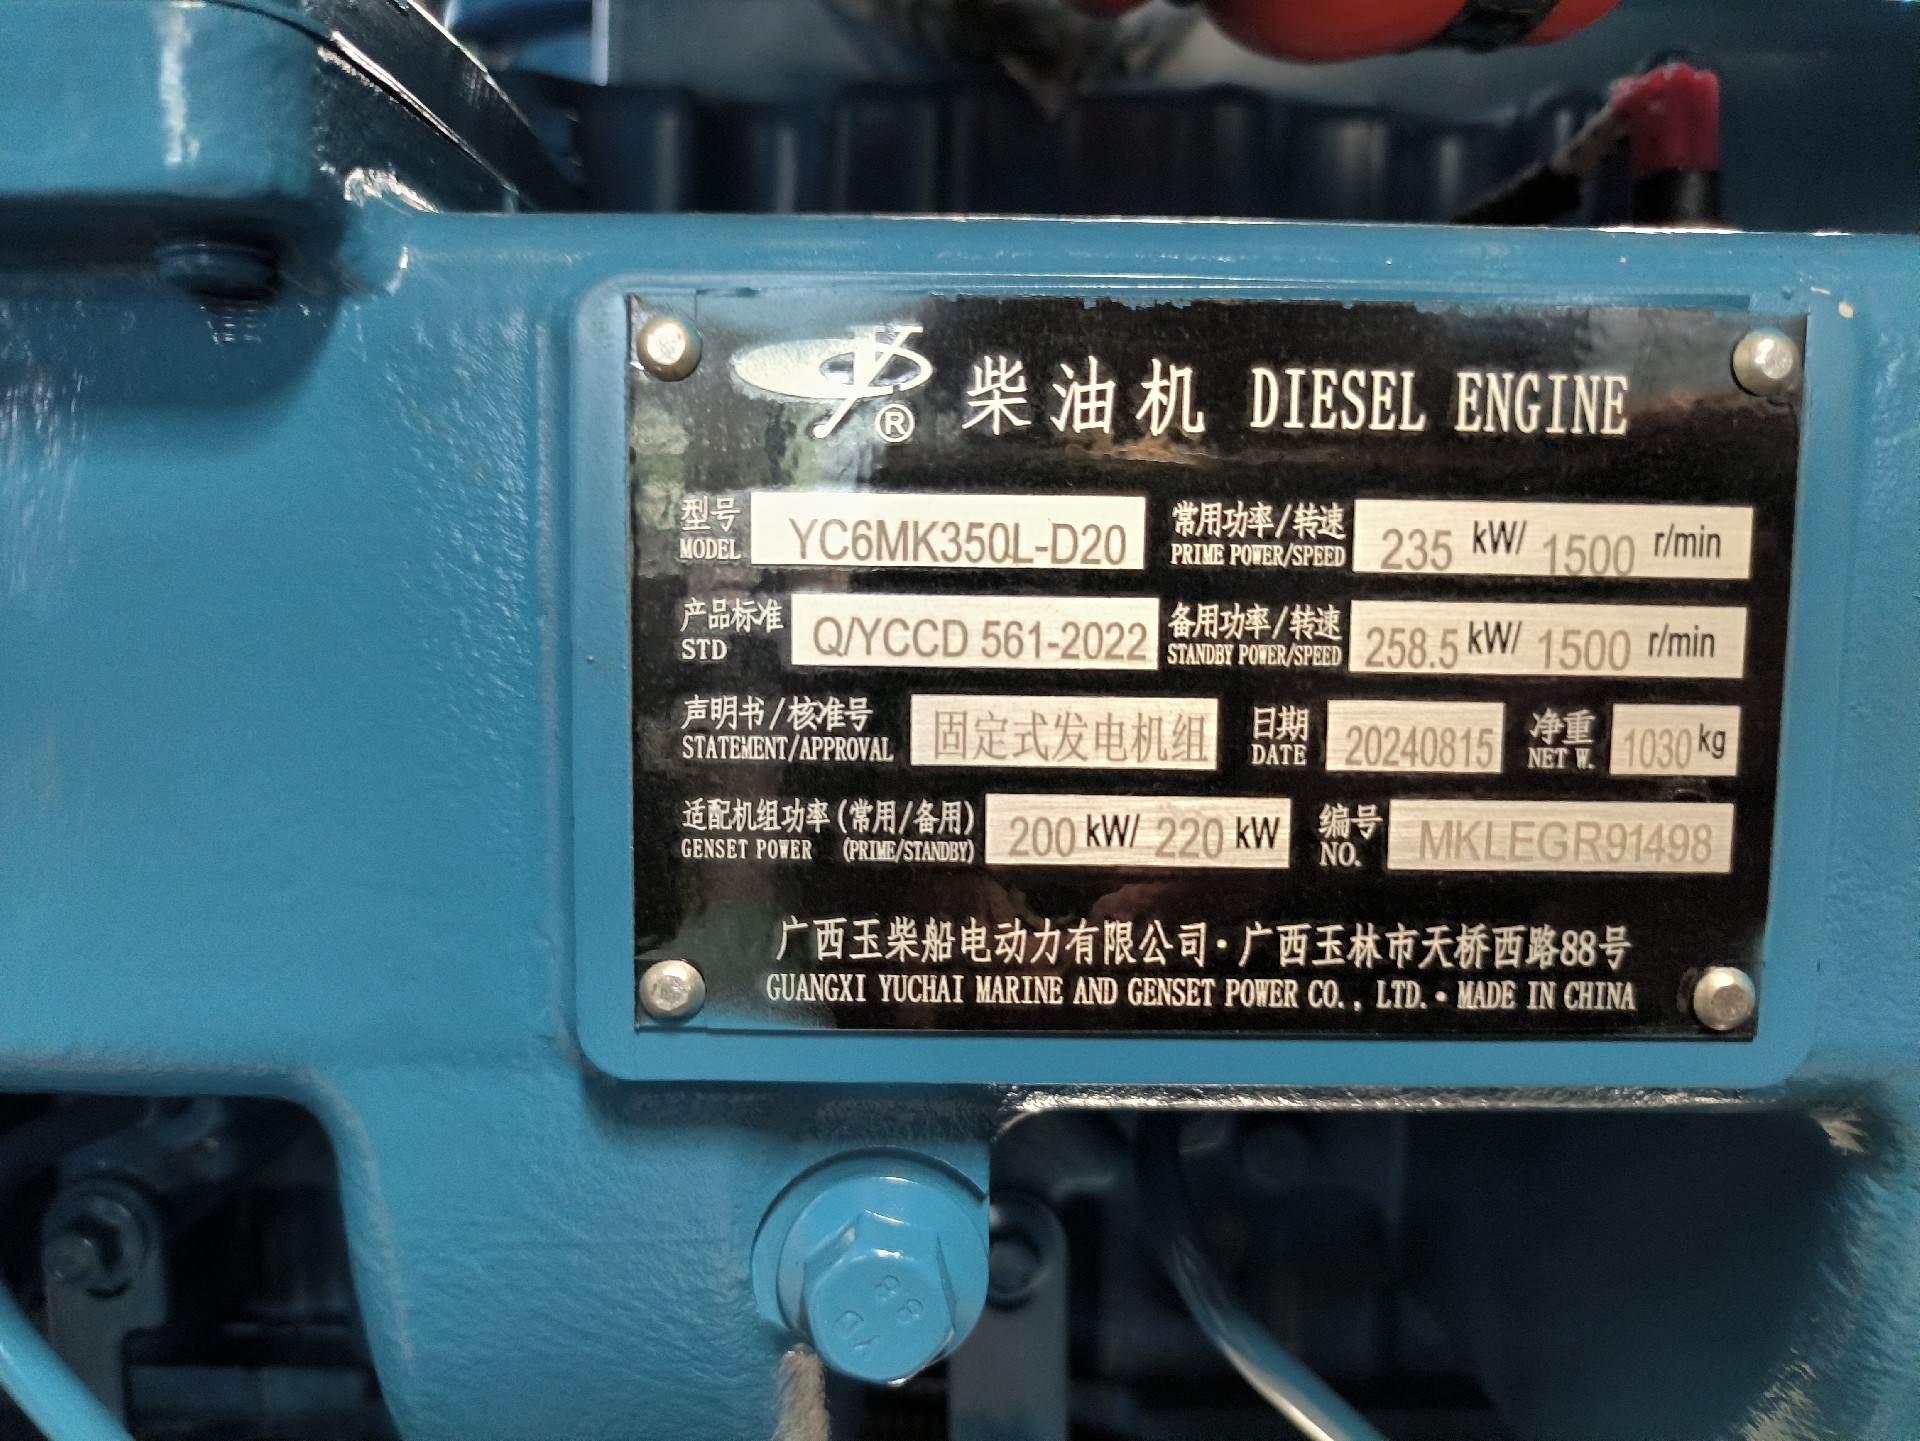 ® 柴油机 DIESEL ENGINE
型号 YC6MK350L-D20 常用功率/转速 235 kW/ 1500 r/min
MODEL PRIME POWER/SPEED
产品标准 Q/YCCD 561-2022 备用功率/转速 258.5 kW/ 1500 r/min
STD STANDBY POWER/SPEED
声明书/核准号 固定式发电机组 日期 20240815 净重 1030 kg
STATEMENT/APPROVAL DATE NET W.
适配机组功率(常用/备用) 200 kW/ 220 kW 编号 MKLEGR91498
GENSET POWER (PRIME/STANDBY) NO.
广西玉柴船电动力有限公司·广西玉林市天桥西路88号
GUANGXI YUCHAI MARINE AND GENSET POWER CO., LTD.·MADE IN CHINA
8.8
YD